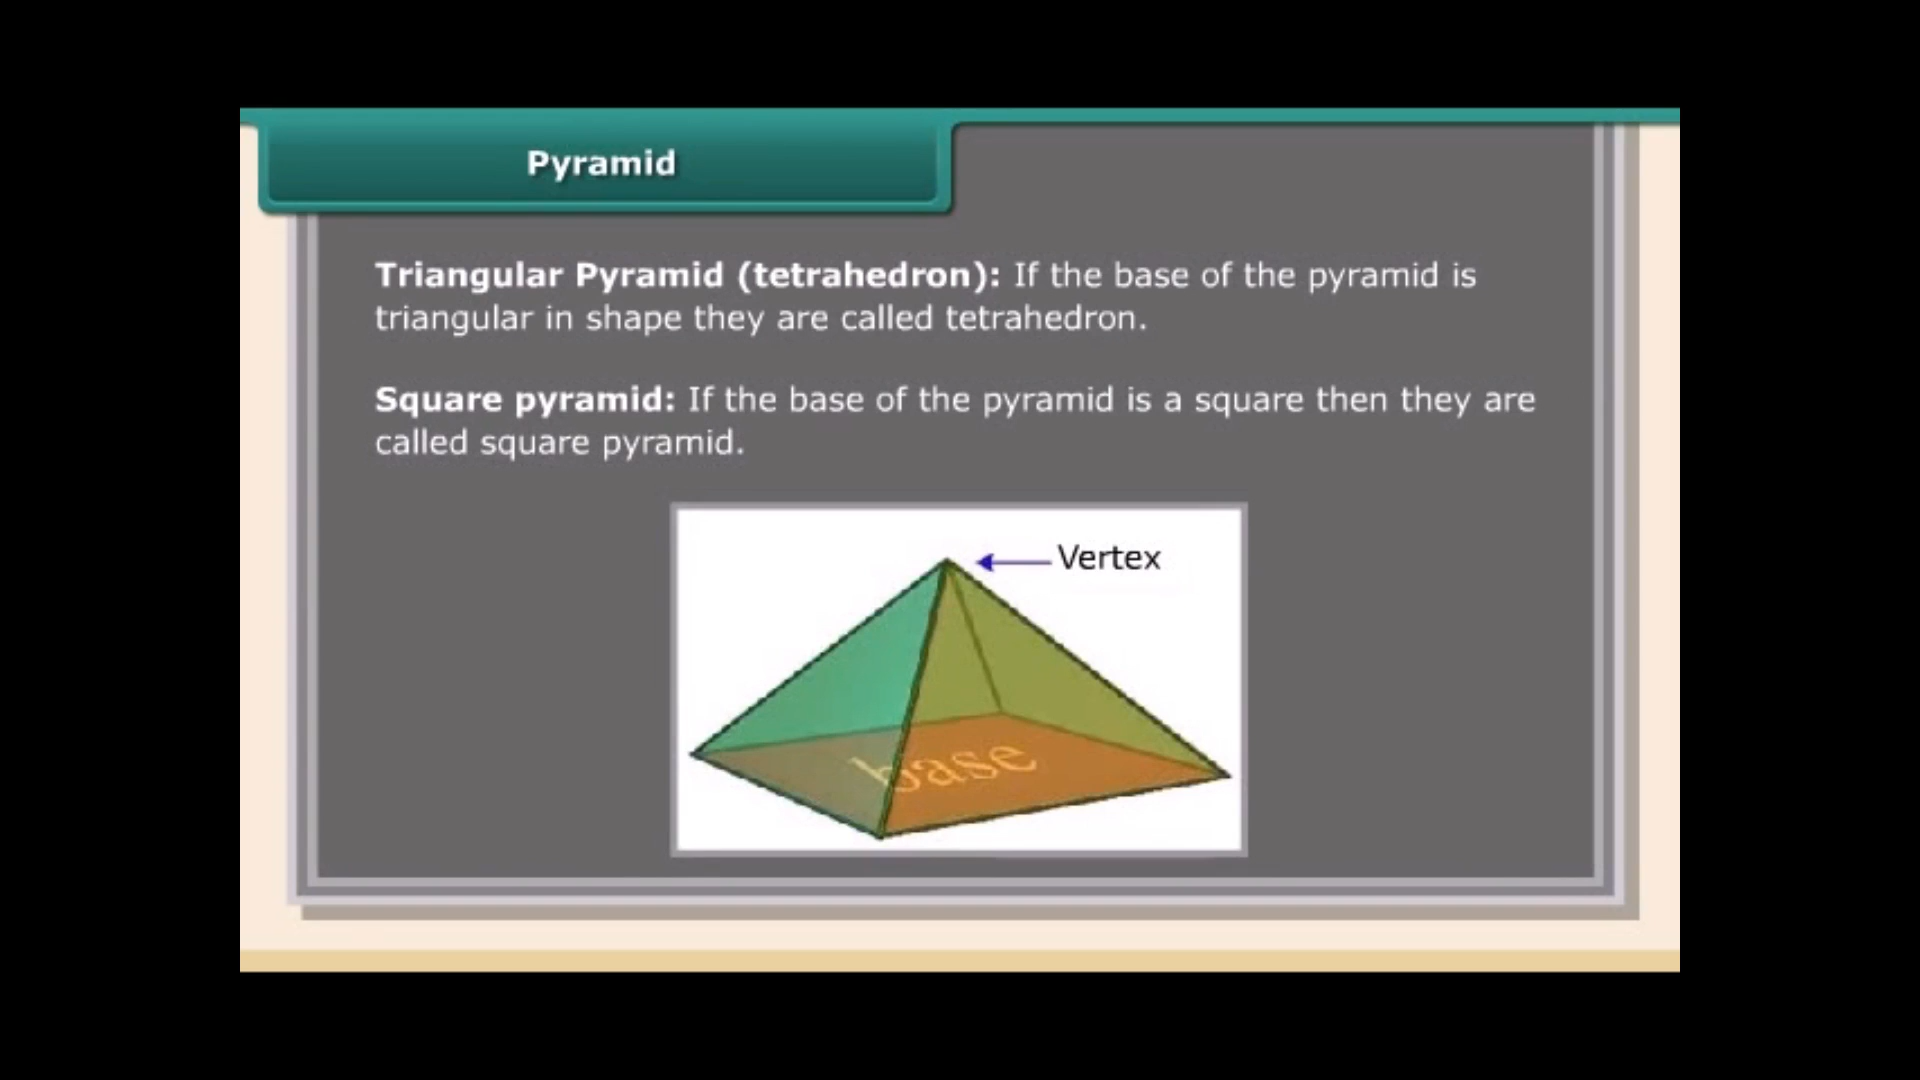 Pyramid
Triangular Pyramid (tetrahedron): If the base of the pyramid is
triangular in shape they are called tetrahedron.
Square pyramid: If the base of the pyramid is a square then they are
called square pyramid.
Vertex
base